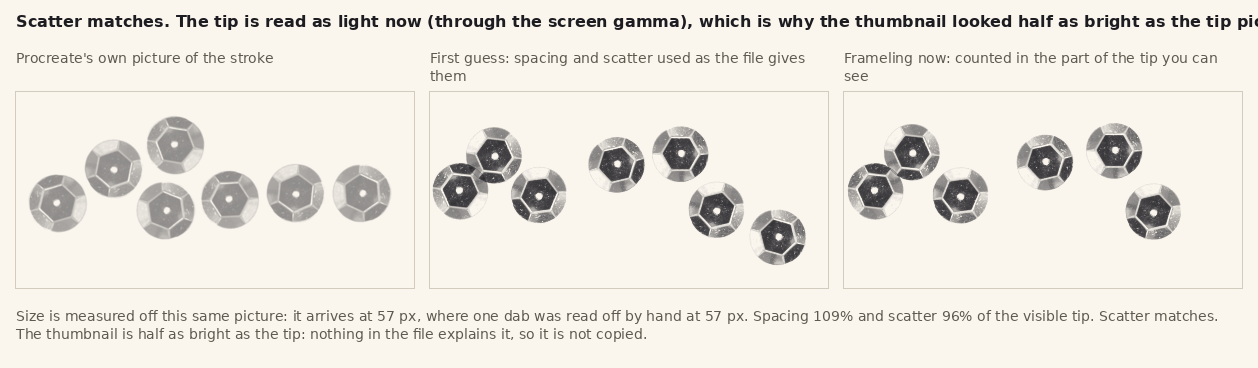 Scatter matches. The tip is read as light now (through the screen gamma), which is why the thumbnail looked half as bright as the tip
Procreate's own picture of the stroke
First guess: spacing and scatter used as the file gives
them
Frameling now: counted in the part of the tip you can
see
Size is measured off this same picture: it arrives at 57 px, where one dab was read off by hand at 57 px. Spacing 109% and scatter 96% of the visible tip. Scatter matches.
The thumbnail is half as bright as the tip: nothing in the file explains it, so it is not copied.